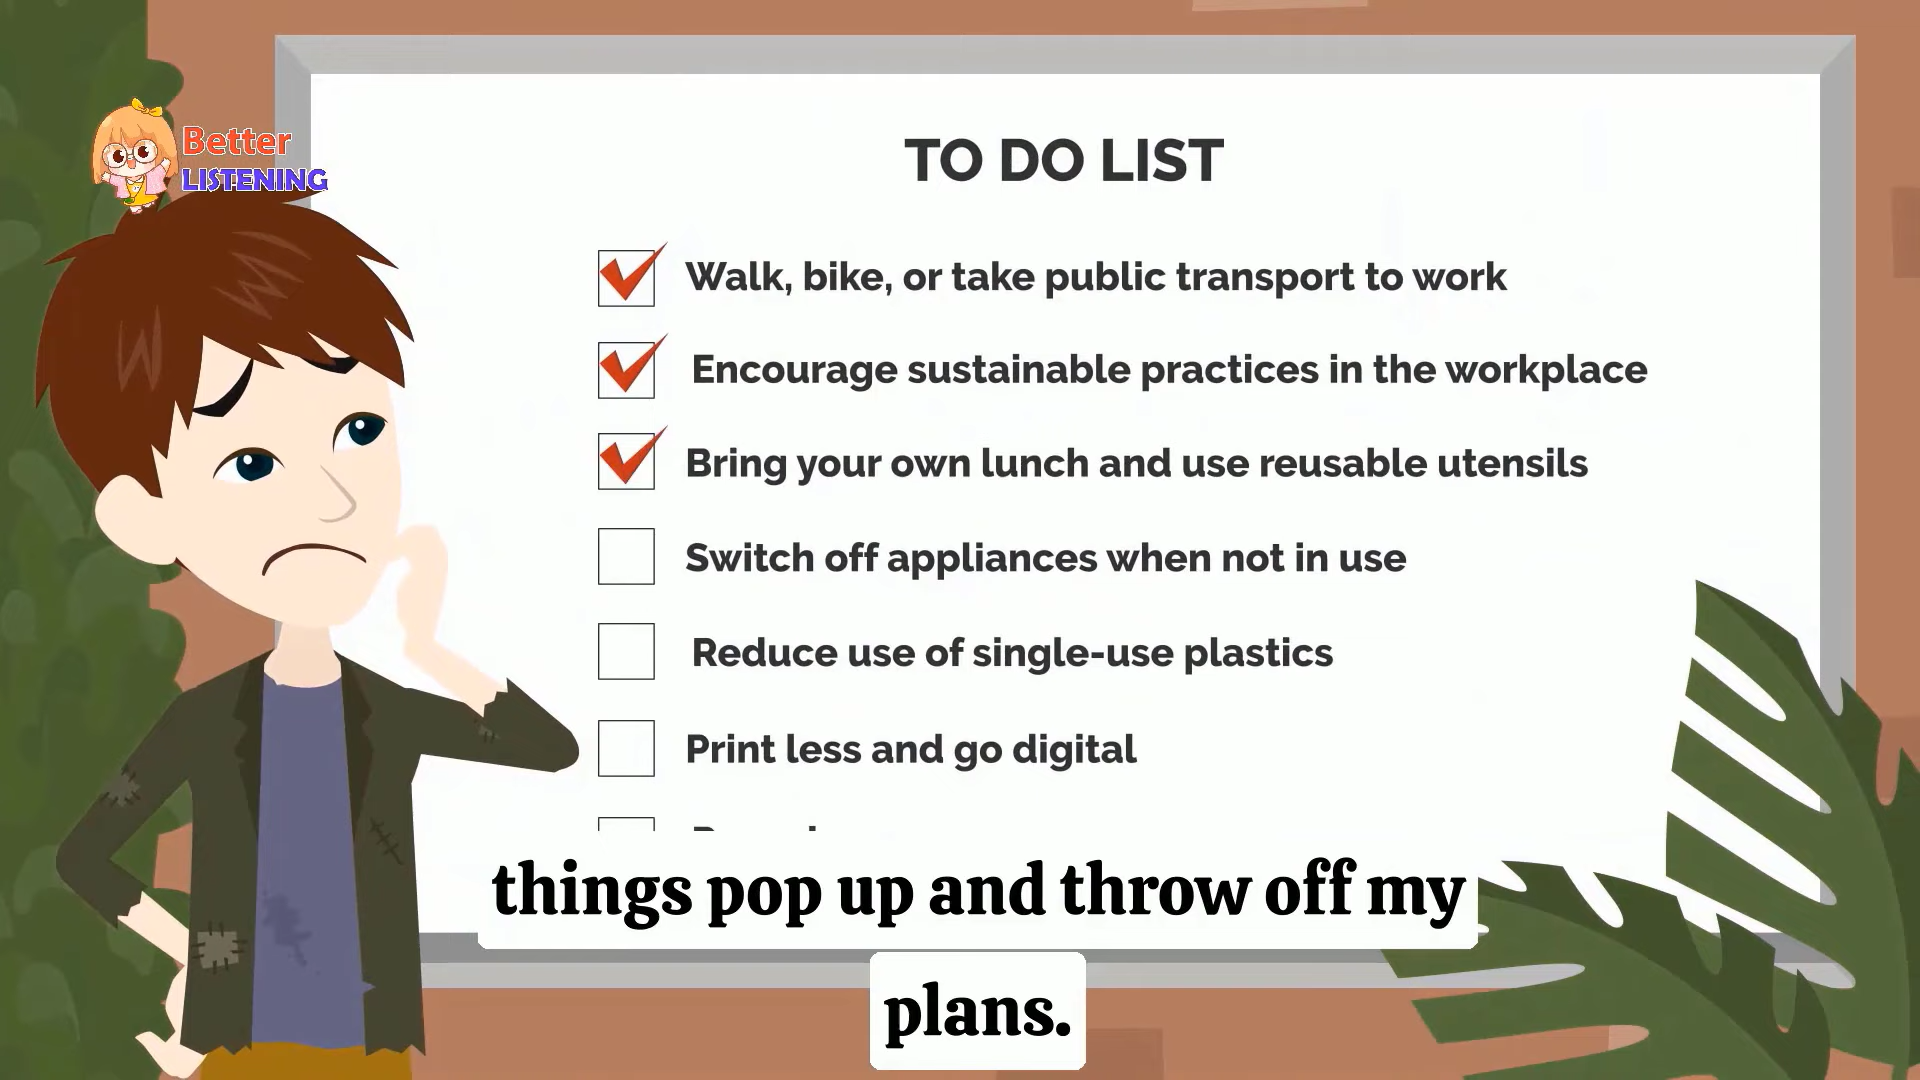 Better
LISTENING
TO DO LIST
Walk, bike, or take public transport to work
Encourage sustainable practices in the workplace
Bring your own lunch and use reusable utensils
Switch off appliances when not in use
Reduce use of single-use plastics
Print less and go digital
things pop up and throw off my
plans.